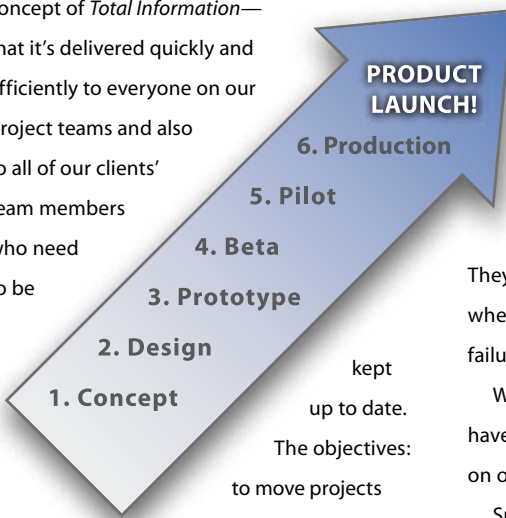 oncept of Total Information—
hat it's delivered quickly and
fficiently to everyone on our
roject teams and also
o all of our clients'
eam members
who need
o be
kept
up to date.
The objectives:
to move projects
PRODUCT
LAUNCH!
6. Production
5. Pilot
4. Beta
3. Prototype
2. Design
1. Concept
They
whe
failu
W
have
on o